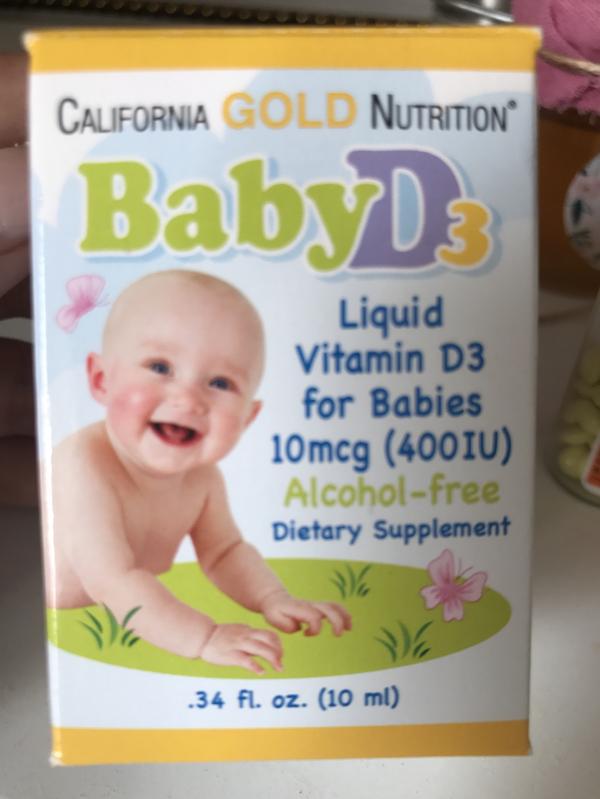 CALIFORNIA GOLD NUTRITION®
BabyD3
Liquid
Vitamin D3
for Babies
10mcg (400IU)
Alcohol-free
Dietary Supplement
.34 fl. oz. (10 ml)